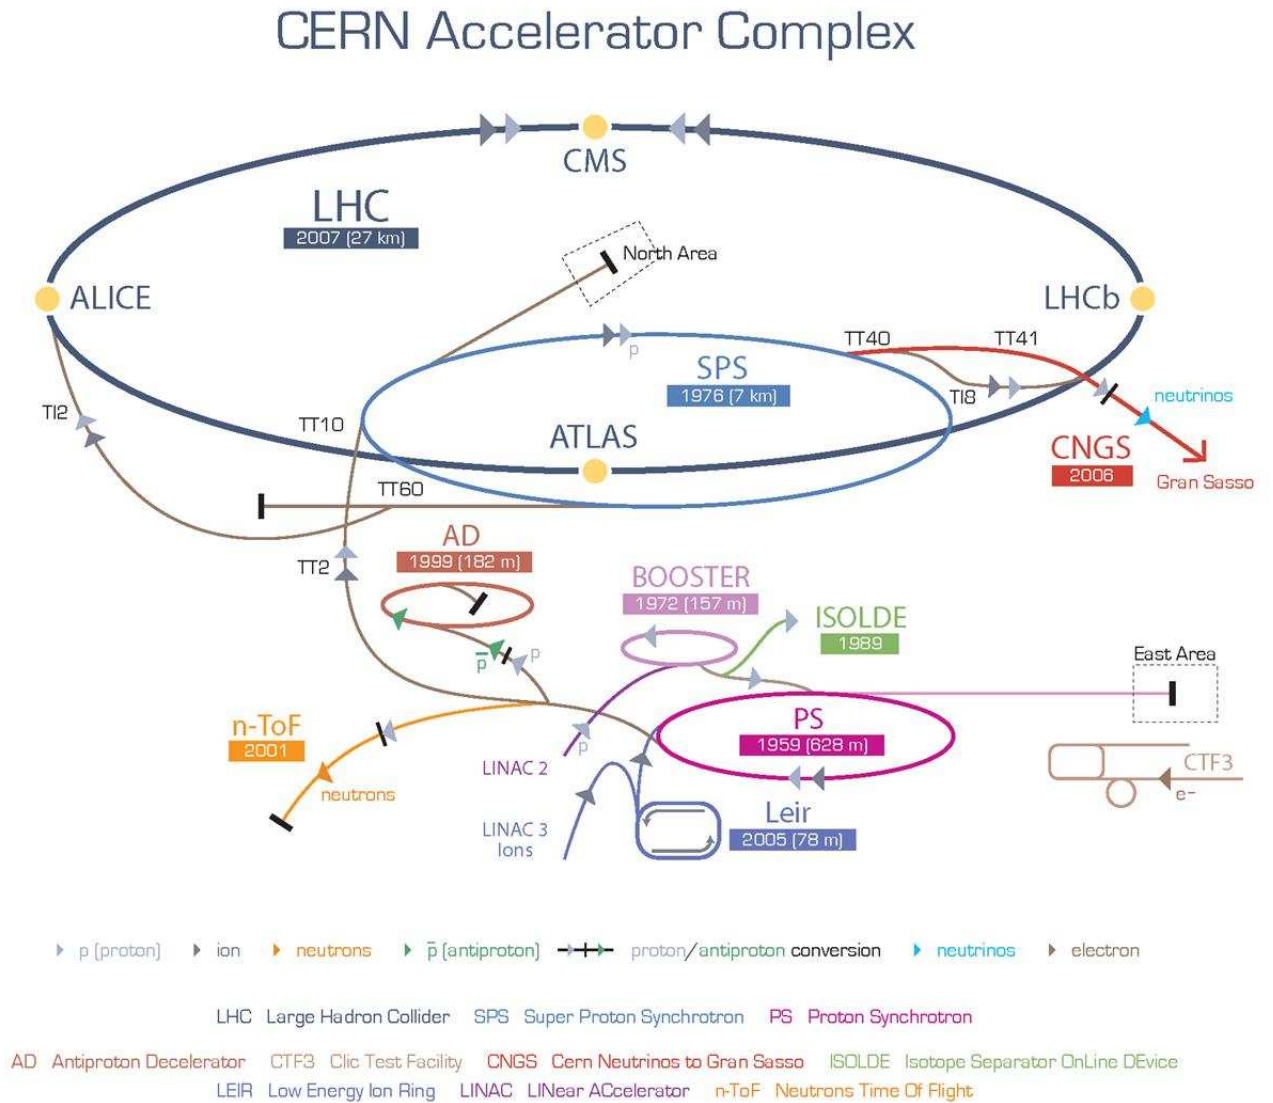 CERN Accelerator Complex
CMS
LHC
2007 (27 km)
North Area
ALICE
LHCb
TT40
TT41
p
SPS
1976 (7 km)
TI2
TI8
neutrinos
TT10
ATLAS
CNGS
2006
Gran Sasso
TT60
AD
1999 (182 m)
TT2
BOOSTER
1972 (157 m)
ISOLDE
1989
p̅
p
East Area
n-ToF
2001
PS
1959 (628 m)
p
LINAC 2
CTF3
neutrons
e-
Leir
2005 (78 m)
LINAC 3
Ions
p (proton) ion neutrons p̅ (antiproton) proton/antiproton conversion neutrinos electron
LHC Large Hadron Collider SPS Super Proton Synchrotron PS Proton Synchrotron
AD Antiproton Decelerator CTF3 Clic Test Facility CNGS Cern Neutrinos to Gran Sasso ISOLDE Isotope Separator OnLine DEvice
LEIR Low Energy Ion Ring LINAC LINear ACcelerator n-ToF Neutrons Time Of Flight